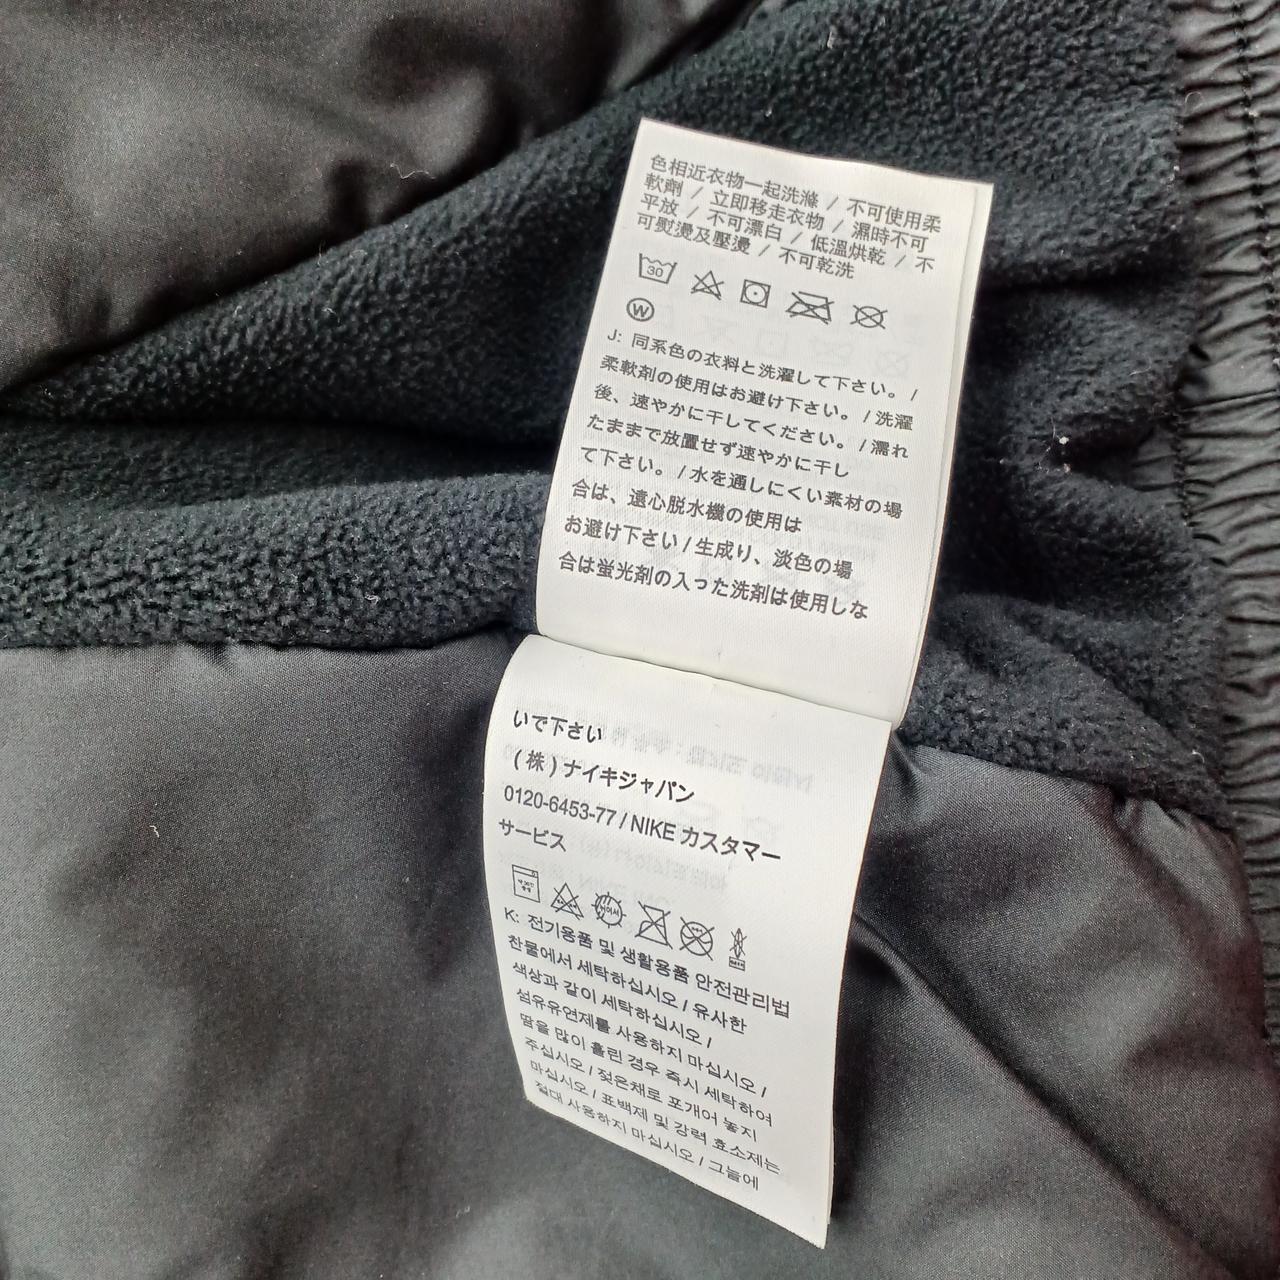 色相近衣物一起洗滌 / 不可使用柔
軟劑 / 立即移走衣物 / 濕時不可
平放 / 不可漂白 / 低溫烘乾 / 不
可熨燙及壓燙 / 不可乾洗
30
W
J: 同系色の衣料と洗濯して下さい。 /
柔軟剤の使用はお避け下さい。 / 洗濯
後、速やかに干してください。 / 濡れ
たままで放置せず速やかに干し
て下さい。 / 水を通しにくい素材の場
合は、遠心脱水機の使用は
お避け下さい / 生成り、淡色の場
合は蛍光剤の入った洗剤は使用しな
いで下さい
(株) ナイキジャパン
0120-6453-77 / NIKE カスタマー
サービス
K: 전기용품 및 생활용품 안전관리법
찬물에서 세탁하십시오 / 유사한
색상과 같이 세탁하십시오 /
섬유유연제를 사용하지 마십시오 /
땀을 많이 흘린 경우 즉시 세탁하여
주십시오 / 젖은채로 포개어 놓지
마십시오 / 표백제 및 강력 효소제는
절대 사용하지 마십시오 / 그늘에